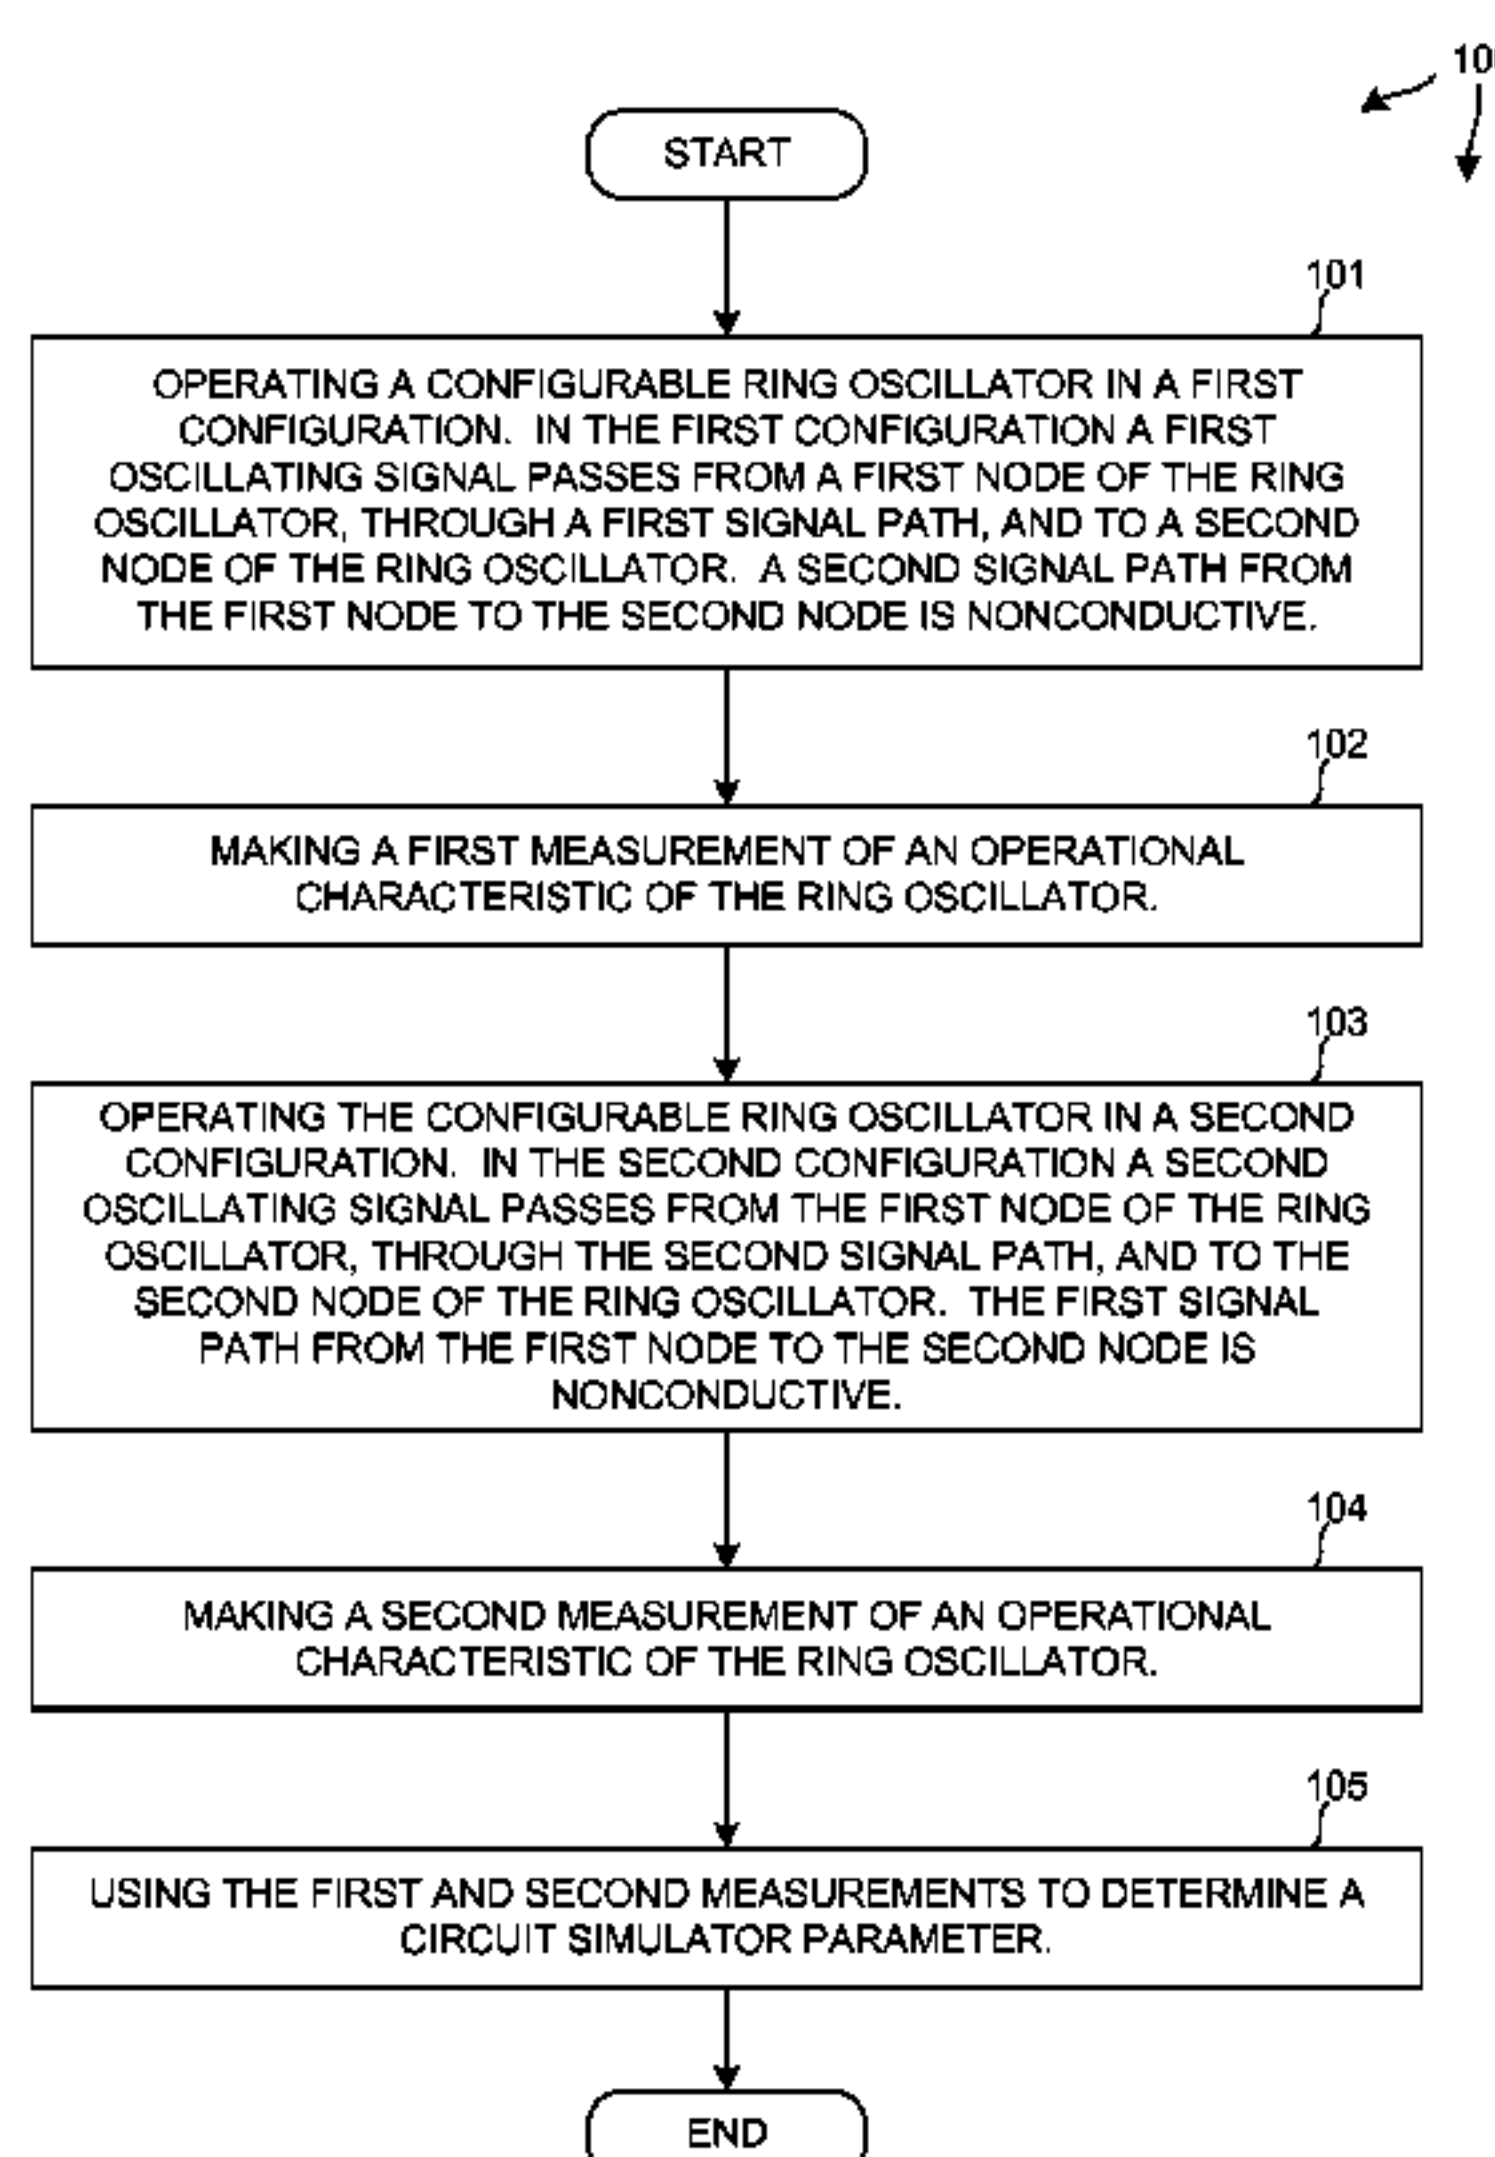 10
START
101
OPERATING A CONFIGURABLE RING OSCILLATOR IN A FIRST
CONFIGURATION. IN THE FIRST CONFIGURATION A FIRST
OSCILLATING SIGNAL PASSES FROM A FIRST NODE OF THE RING
OSCILLATOR, THROUGH A FIRST SIGNAL PATH, AND TO A SECOND
NODE OF THE RING OSCILLATOR. A SECOND SIGNAL PATH FROM
THE FIRST NODE TO THE SECOND NODE IS NONCONDUCTIVE.
102
MAKING A FIRST MEASUREMENT OF AN OPERATIONAL
CHARACTERISTIC OF THE RING OSCILLATOR.
103
OPERATING THE CONFIGURABLE RING OSCILLATOR IN A SECOND
CONFIGURATION. IN THE SECOND CONFIGURATION A SECOND
OSCILLATING SIGNAL PASSES FROM THE FIRST NODE OF THE RING
OSCILLATOR, THROUGH THE SECOND SIGNAL PATH, AND TO THE
SECOND NODE OF THE RING OSCILLATOR. THE FIRST SIGNAL
PATH FROM THE FIRST NODE TO THE SECOND NODE IS
NONCONDUCTIVE.
104
MAKING A SECOND MEASUREMENT OF AN OPERATIONAL
CHARACTERISTIC OF THE RING OSCILLATOR.
105
USING THE FIRST AND SECOND MEASUREMENTS TO DETERMINE A
CIRCUIT SIMULATOR PARAMETER.
END